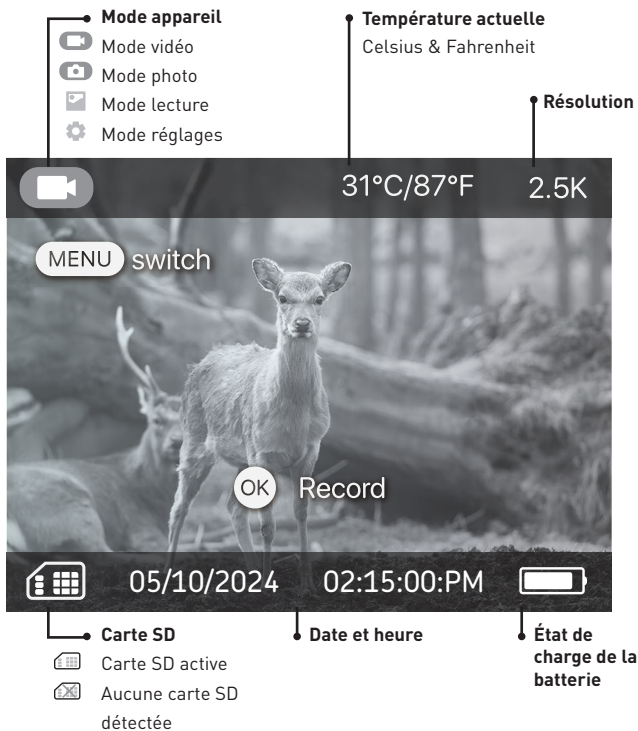 Mode appareil
Mode vidéo
Mode photo
Mode lecture
Mode réglages
Température actuelle
Celsius & Fahrenheit
Résolution
31°C/87°F
2.5K
MENU switch
OK Record
05/10/2024
02:15:00:PM
Carte SD
Carte SD active
Aucune carte SD
détectée
Date et heure
État de
charge de la
batterie